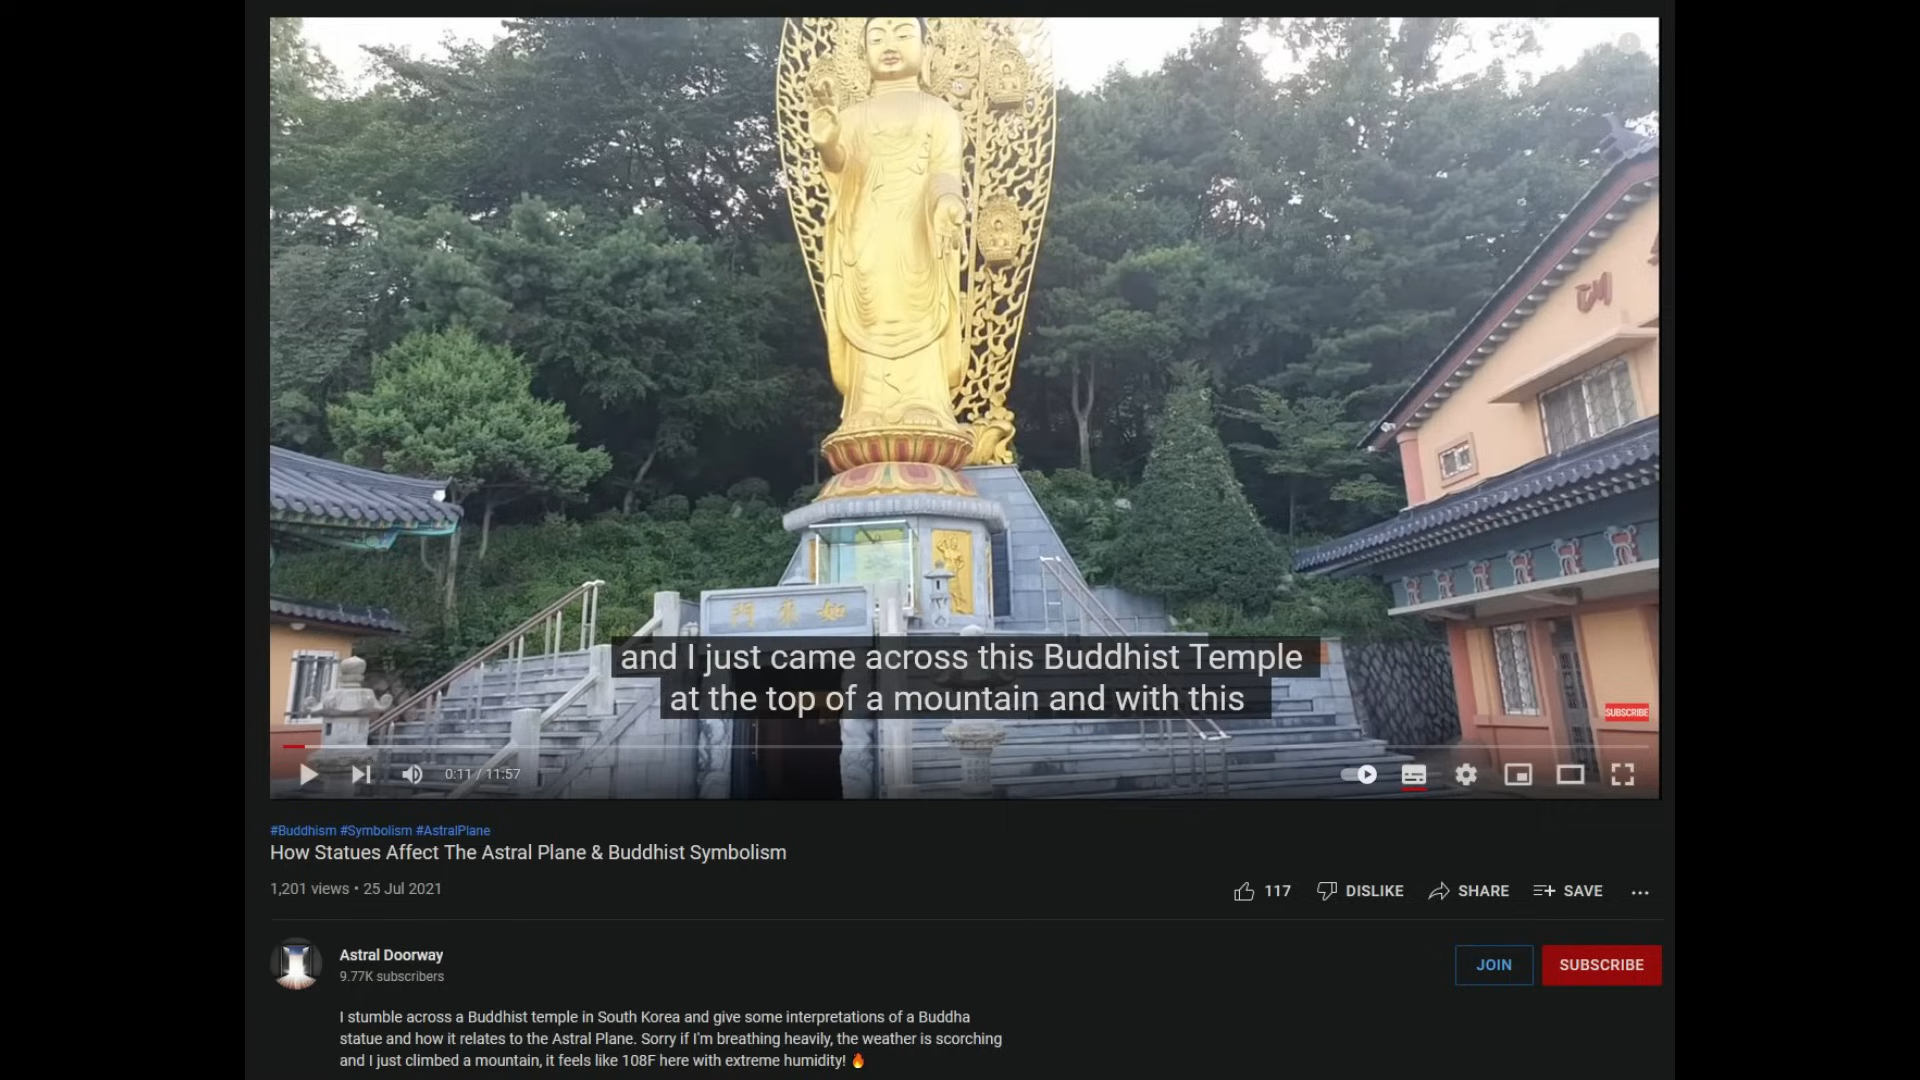 門來如
and I just came across this Buddhist Temple
at the top of a mountain and with this
SUBSCRIBE
0:11 / 11:57
#Buddhism #Symbolism #AstralPlane
How Statues Affect The Astral Plane & Buddhist Symbolism
1,201 views • 25 Jul 2021
117 DISLIKE SHARE SAVE ...
Astral Doorway
9.77K subscribers
JOIN SUBSCRIBE
I stumble across a Buddhist temple in South Korea and give some interpretations of a Buddha
statue and how it relates to the Astral Plane. Sorry if I'm breathing heavily, the weather is scorching
and I just climbed a mountain, it feels like 108F here with extreme humidity! 🔥